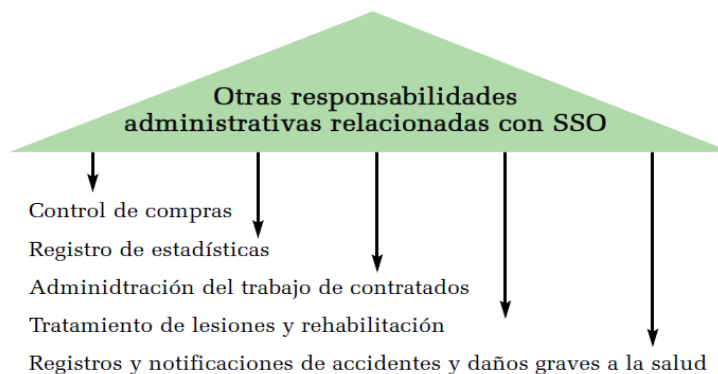 Otras responsabilidades
administrativas relacionadas con SSO
Control de compras
Registro de estadísticas
Adminidtración del trabajo de contratados
Tratamiento de lesiones y rehabilitación
Registros y notificaciones de accidentes y daños graves a la salud